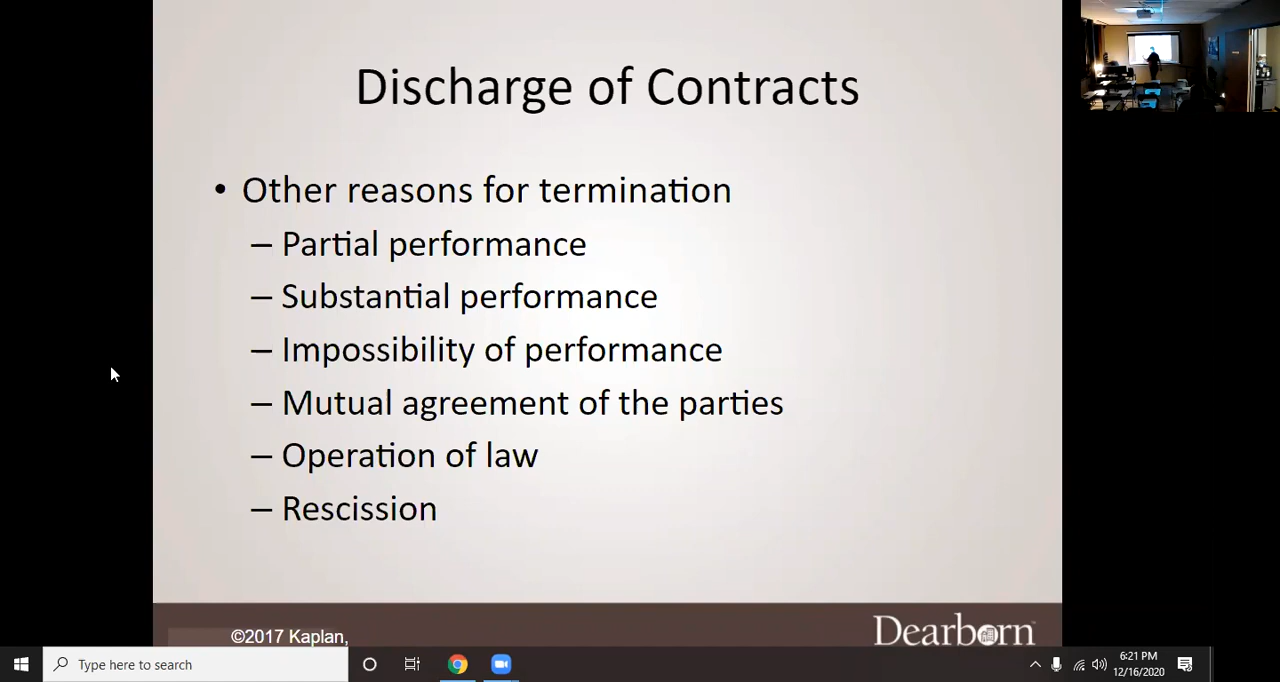 Discharge of Contracts
• Other reasons for termination
– Partial performance
– Substantial performance
– Impossibility of performance
– Mutual agreement of the parties
– Operation of law
– Rescission
©2017 Kaplan,
Dearborn
Type here to search
6:21 PM
12/16/2020